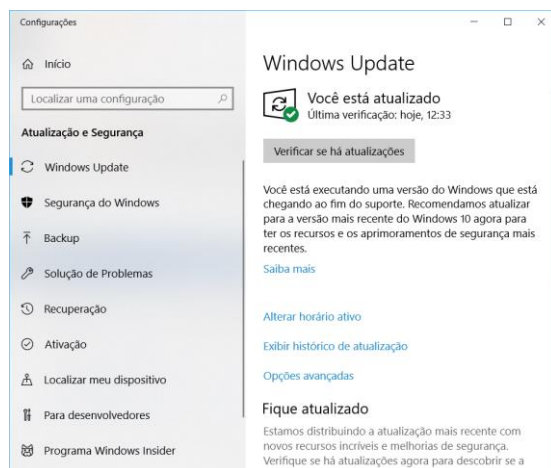 Configurações
Início
Localizar uma configuração
Atualização e Segurança
Windows Update
Segurança do Windows
Backup
Solução de Problemas
Recuperação
Ativação
Localizar meu dispositivo
Para desenvolvedores
Programa Windows Insider
Windows Update
Você está atualizado
Última verificação: hoje, 12:33
Verificar se há atualizações
Você está executando uma versão do Windows que está
chegando ao fim do suporte. Recomendamos atualizar
para a versão mais recente do Windows 10 agora para
ter os recursos e os aprimoramentos de segurança mais
recentes.
Saiba mais
Alterar horário ativo
Exibir histórico de atualização
Opções avançadas
Fique atualizado
Estamos distribuindo a atualização mais recente com
novos recursos incríveis e melhorias de segurança.
Verifique se há atualizações agora para descobrir se a